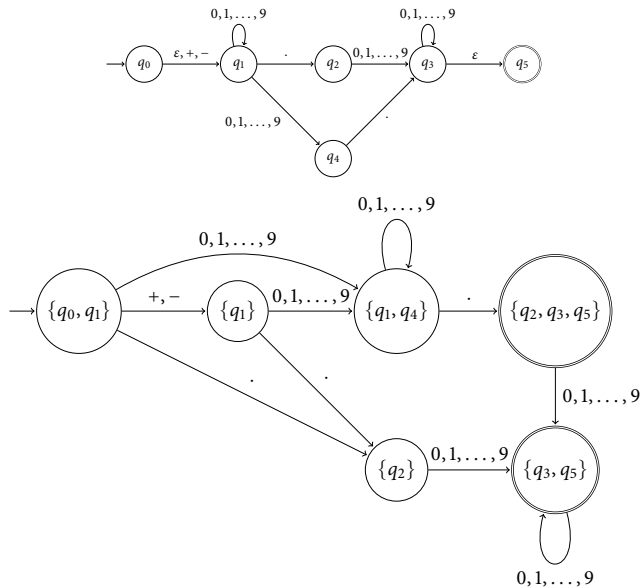 0, 1, . . . , 9
0, 1, . . . , 9
q0
ε, +, −
q1
.
q2
0, 1, . . . , 9
q3
ε
q5
0, 1, . . . , 9
.
q4
0, 1, . . . , 9
0, 1, . . . , 9
{q0, q1}
+, −
{q1}
0, 1, . . . , 9
{q1, q4}
.
{q2, q3, q5}
.
.
0, 1, . . . , 9
{q2}
0, 1, . . . , 9
{q3, q5}
0, 1, . . . , 9